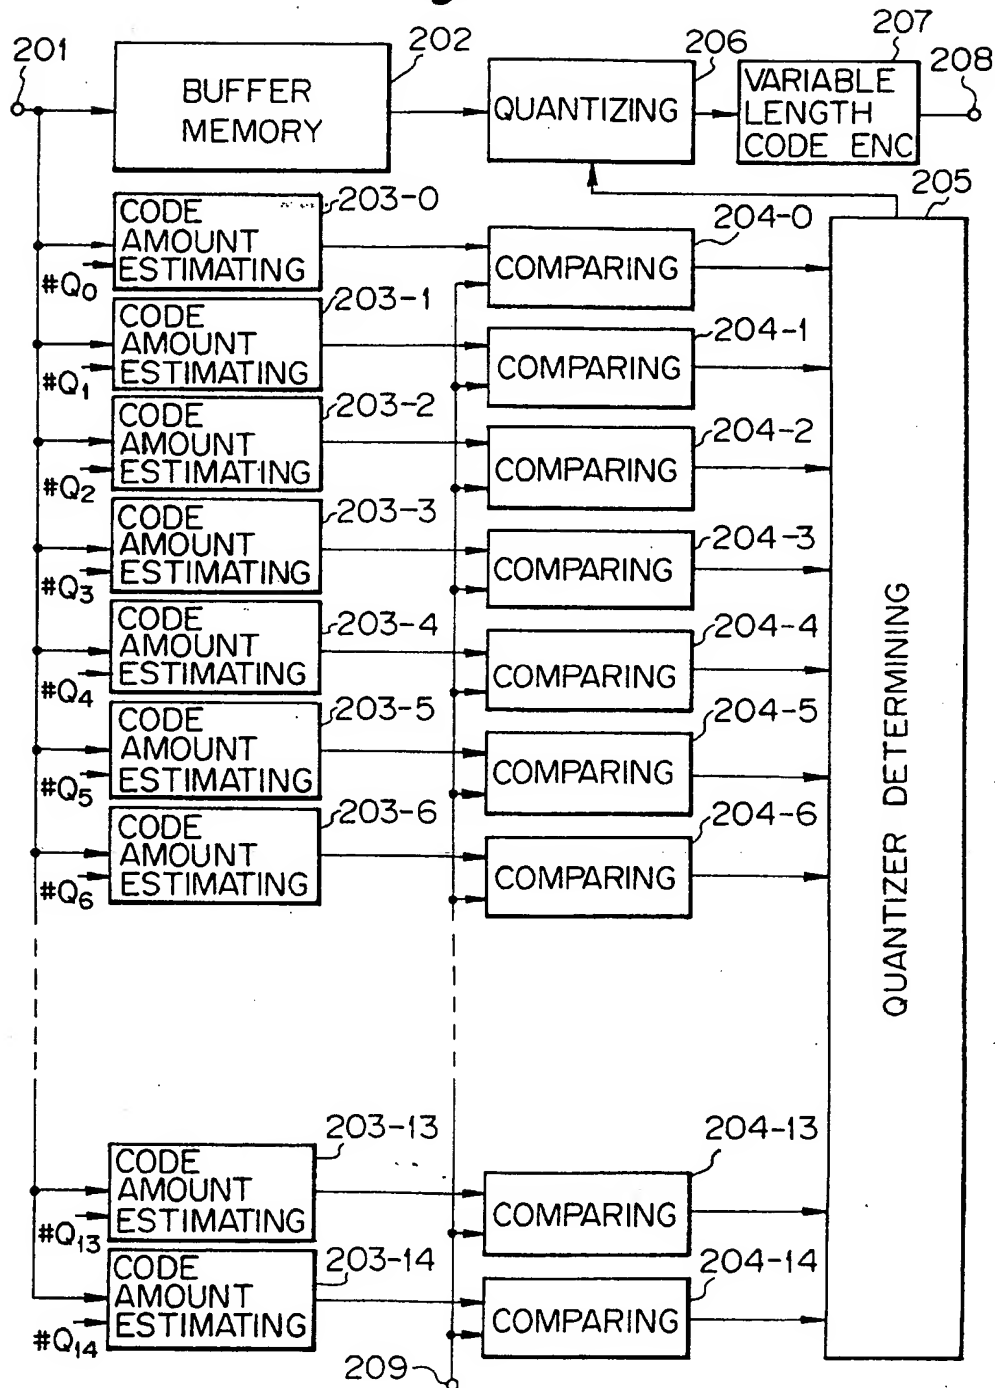 201
BUFFER
MEMORY
202
QUANTIZING
206
VARIABLE
LENGTH
CODE ENC
207
208
205
CODE
AMOUNT
ESTIMATING
203-0
#Q0
COMPARING
204-0
CODE
AMOUNT
ESTIMATING
203-1
#Q1
COMPARING
204-1
CODE
AMOUNT
ESTIMATING
203-2
#Q2
COMPARING
204-2
CODE
AMOUNT
ESTIMATING
203-3
#Q3
COMPARING
204-3
CODE
AMOUNT
ESTIMATING
203-4
#Q4
COMPARING
204-4
CODE
AMOUNT
ESTIMATING
203-5
#Q5
COMPARING
204-5
CODE
AMOUNT
ESTIMATING
203-6
#Q6
COMPARING
204-6
QUANTIZER DETERMINING
CODE
AMOUNT
ESTIMATING
203-13
#Q13
COMPARING
204-13
CODE
AMOUNT
ESTIMATING
203-14
#Q14
COMPARING
204-14
209